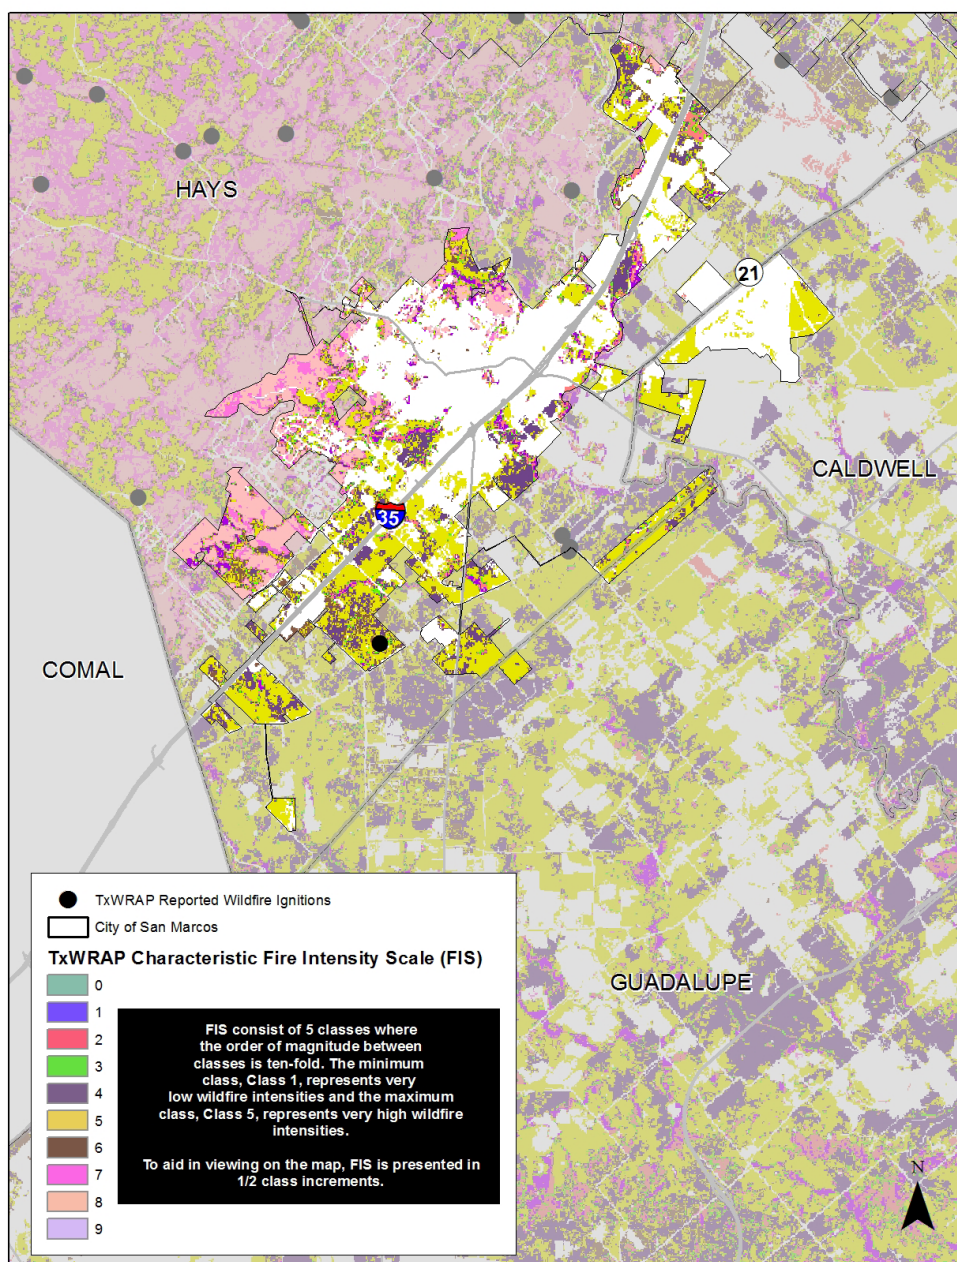 HAYS
21
CALDWELL
35
COMAL
GUADALUPE
TxWRAP Reported Wildfire Ignitions
City of San Marcos
TxWRAP Characteristic Fire Intensity Scale (FIS)
0
1
2
3
4
5
6
7
8
9
FIS consist of 5 classes where
the order of magnitude between
classes is ten-fold. The minimum
class, Class 1, represents very
low wildfire intensities and the maximum
class, Class 5, represents very high wildfire
intensities.
To aid in viewing on the map, FIS is presented in
1/2 class increments.
N